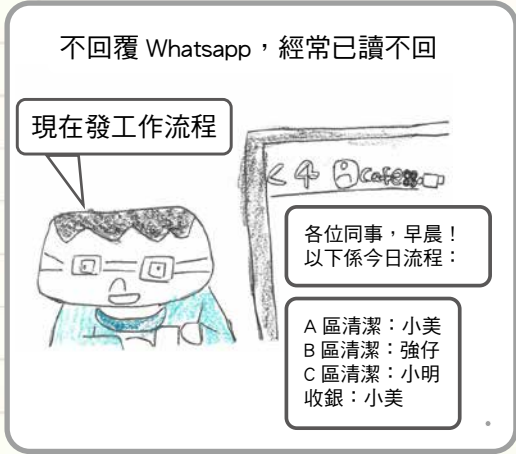 不回覆 Whatsapp，經常已讀不回
現在發工作流程
< 4 Cafe
各位同事，早晨！
以下係今日流程：
A 區清潔：小美
B 區清潔：強仔
C 區清潔：小明
收銀：小美